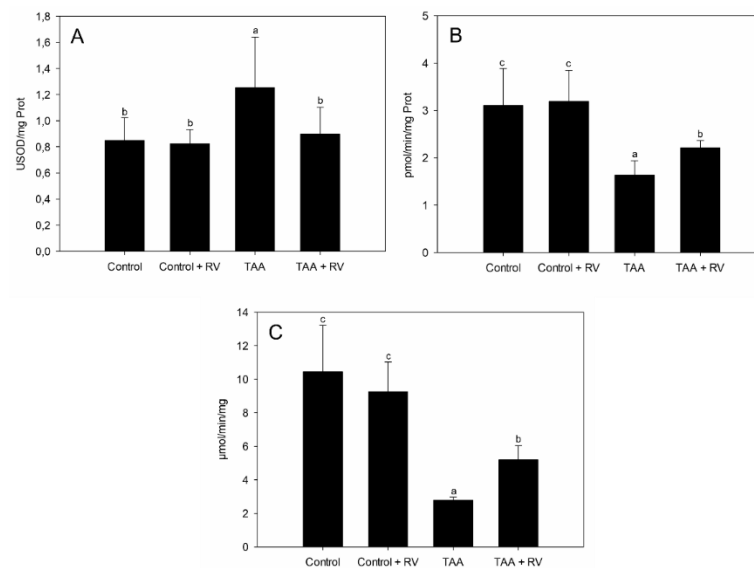 A
USOD/mg Prot
1,8
1,6
1,4
1,2
1,0
0,8
0,6
0,4
0,2
0,0
b
b
a
b
Control
Control + RV
TAA
TAA + RV
B
pmol/min/mg Prot
5
4
3
2
1
0
c
c
a
b
Control
Control + RV
TAA
TAA + RV
C
µmol/min/mg
14
12
10
8
6
4
2
0
c
c
a
b
Control
Control + RV
TAA
TAA + RV